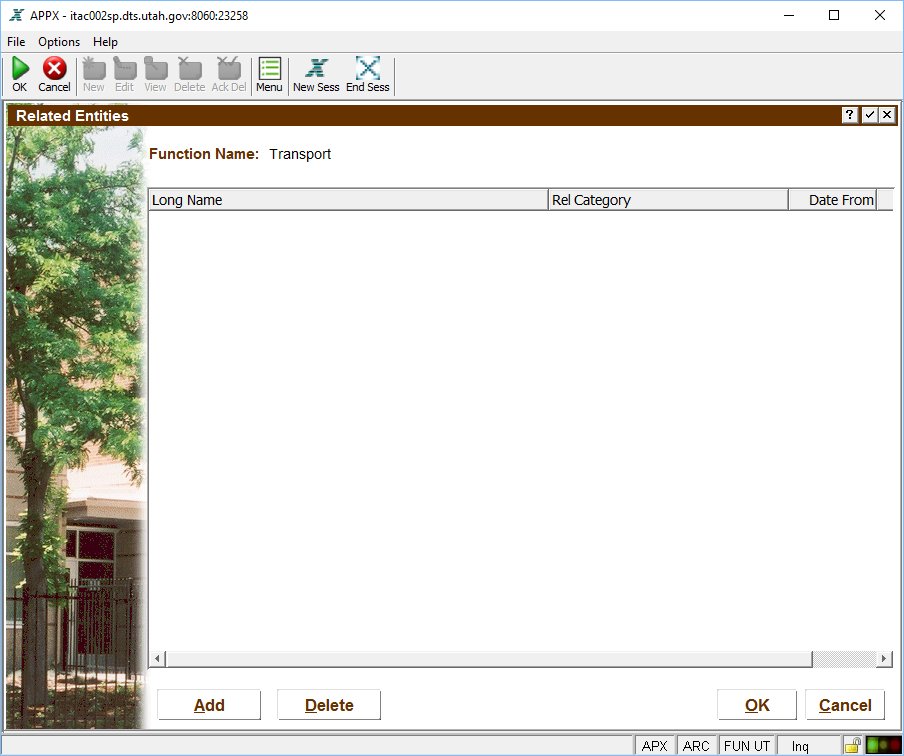 APPX - itac002sp.dts.utah.gov:8060:23258
File Options Help
OK Cancel New Edit View Delete Ack Del Menu New Sess End Sess
Related Entities
Function Name: Transport
Long Name Rel Category Date From
Add Delete OK Cancel
APX ARC FUN UT Inq